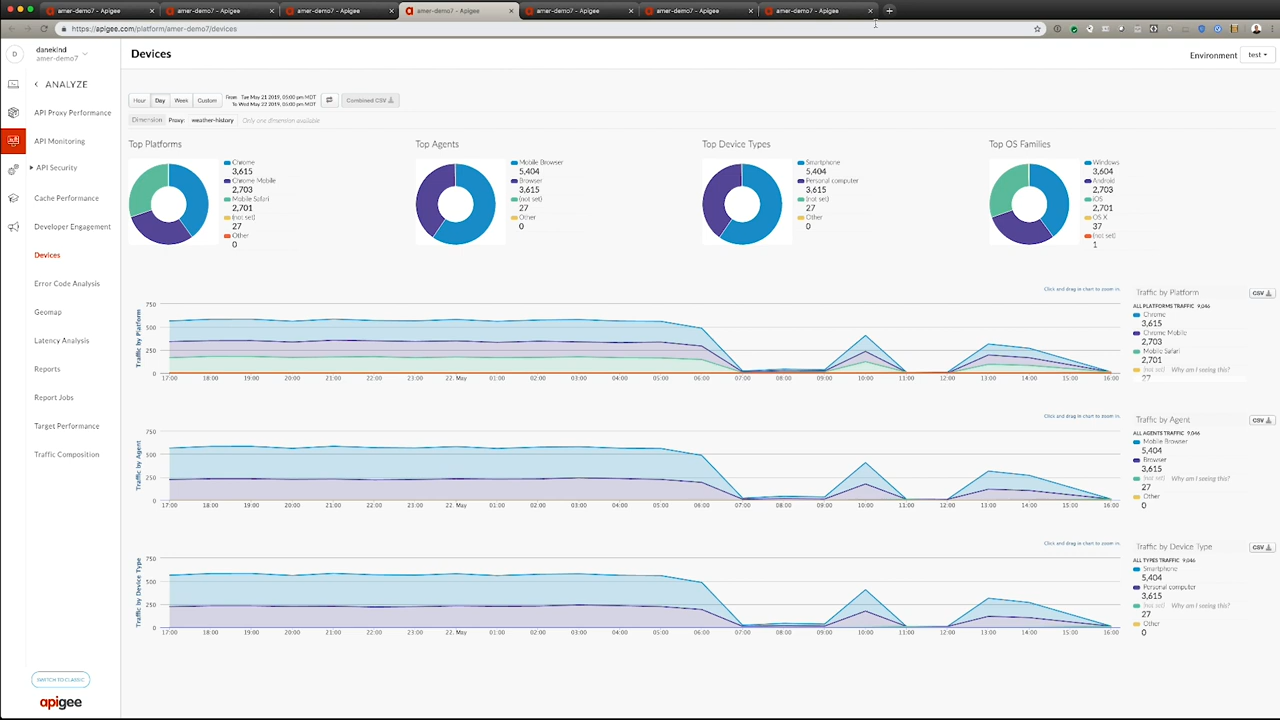 amer-demo7 - Apigee
amer-demo7 - Apigee
amer-demo7 - Apigee
amer-demo7 - Apigee
amer-demo7 - Apigee
amer-demo7 - Apigee
amer-demo7 - Apigee
https://apigee.com/platform/amer-demo7/devices
D
danekind
amer-demo7
ANALYZE
API Proxy Performance
API Monitoring
API Security
Cache Performance
Developer Engagement
Devices
Error Code Analysis
Geomap
Latency Analysis
Reports
Report Jobs
Target Performance
Traffic Composition
SWITCH TO CLASSIC
apigee
Devices
Environment test
Hour Day Week Custom
From: Tue May 21 2019, 05:00 pm MDT
To: Wed May 22 2019, 05:00 pm MDT
Combined CSV
Dimension Proxy: weather-history Only one dimension available
Top Platforms
Chrome
3,615
Chrome Mobile
2,703
Mobile Safari
2,701
(not set)
27
Other
0
Top Agents
Mobile Browser
5,404
Browser
3,615
(not set)
27
Other
0
Top Device Types
Smartphone
5,404
Personal computer
3,615
(not set)
27
Other
0
Top OS Families
Windows
3,604
Android
2,703
iOS
2,701
OS X
37
(not set)
1
Click and drag in chart to zoom in.
Traffic by Platform
750
500
250
0
17:00 18:00 19:00 20:00 21:00 22:00 23:00 22. May 01:00 02:00 03:00 04:00 05:00 06:00 07:00 08:00 09:00 10:00 11:00 12:00 13:00 14:00 15:00 16:00
Traffic by Platform
CSV
ALL PLATFORMS TRAFFIC 9,046
Chrome
3,615
Chrome Mobile
2,703
Mobile Safari
2,701
(not set) Why am I seeing this?
27
Click and drag in chart to zoom in.
Traffic by Agent
750
500
250
0
17:00 18:00 19:00 20:00 21:00 22:00 23:00 22. May 01:00 02:00 03:00 04:00 05:00 06:00 07:00 08:00 09:00 10:00 11:00 12:00 13:00 14:00 15:00 16:00
Traffic by Agent
CSV
ALL AGENTS TRAFFIC 9,046
Mobile Browser
5,404
Browser
3,615
(not set) Why am I seeing this?
27
Other
0
Click and drag in chart to zoom in.
Traffic by Device Type
750
500
250
0
17:00 18:00 19:00 20:00 21:00 22:00 23:00 22. May 01:00 02:00 03:00 04:00 05:00 06:00 07:00 08:00 09:00 10:00 11:00 12:00 13:00 14:00 15:00 16:00
Traffic by Device Type
CSV
ALL TYPES TRAFFIC 9,046
Smartphone
5,404
Personal computer
3,615
(not set) Why am I seeing this?
27
Other
0